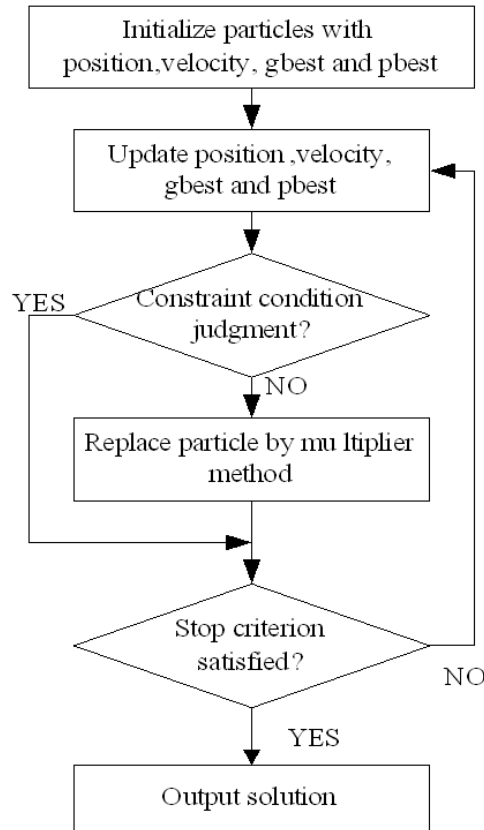 Initialize particles with
position,velocity, gbest and pbest
Update position ,velocity,
gbest and pbest
YES
Constraint condition
judgment?
NO
Replace particle by mu ltiplier
method
Stop criterion
satisfied?
NO
YES
Output solution